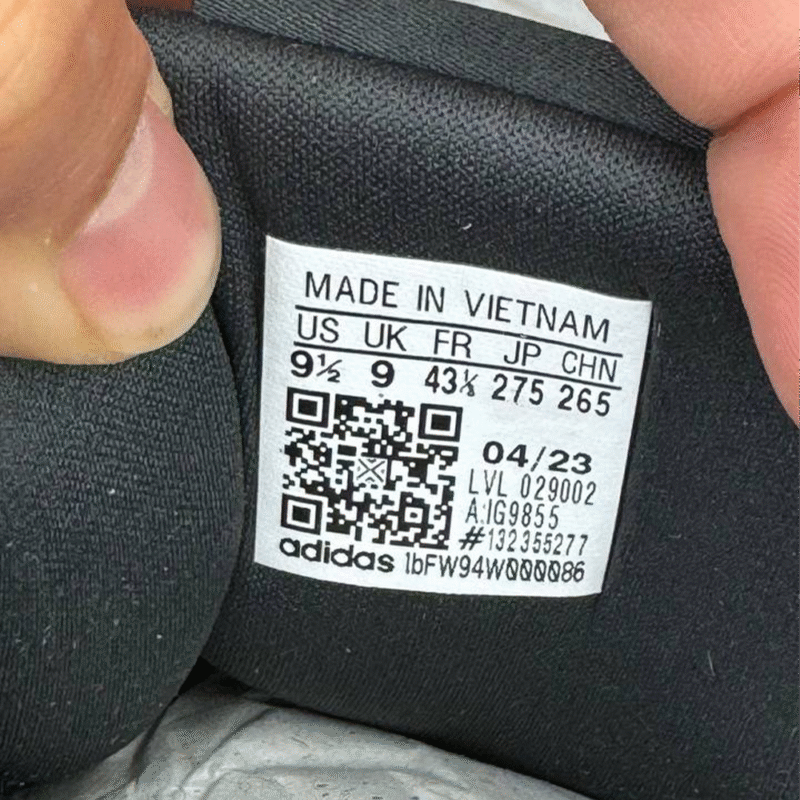 MADE IN VIETNAM
US UK FR JP CHN
9½ 9 43⅓ 275 265
04/23
LVL 029002
A:IG9855
#132355277
adidas 1bFW94W000086